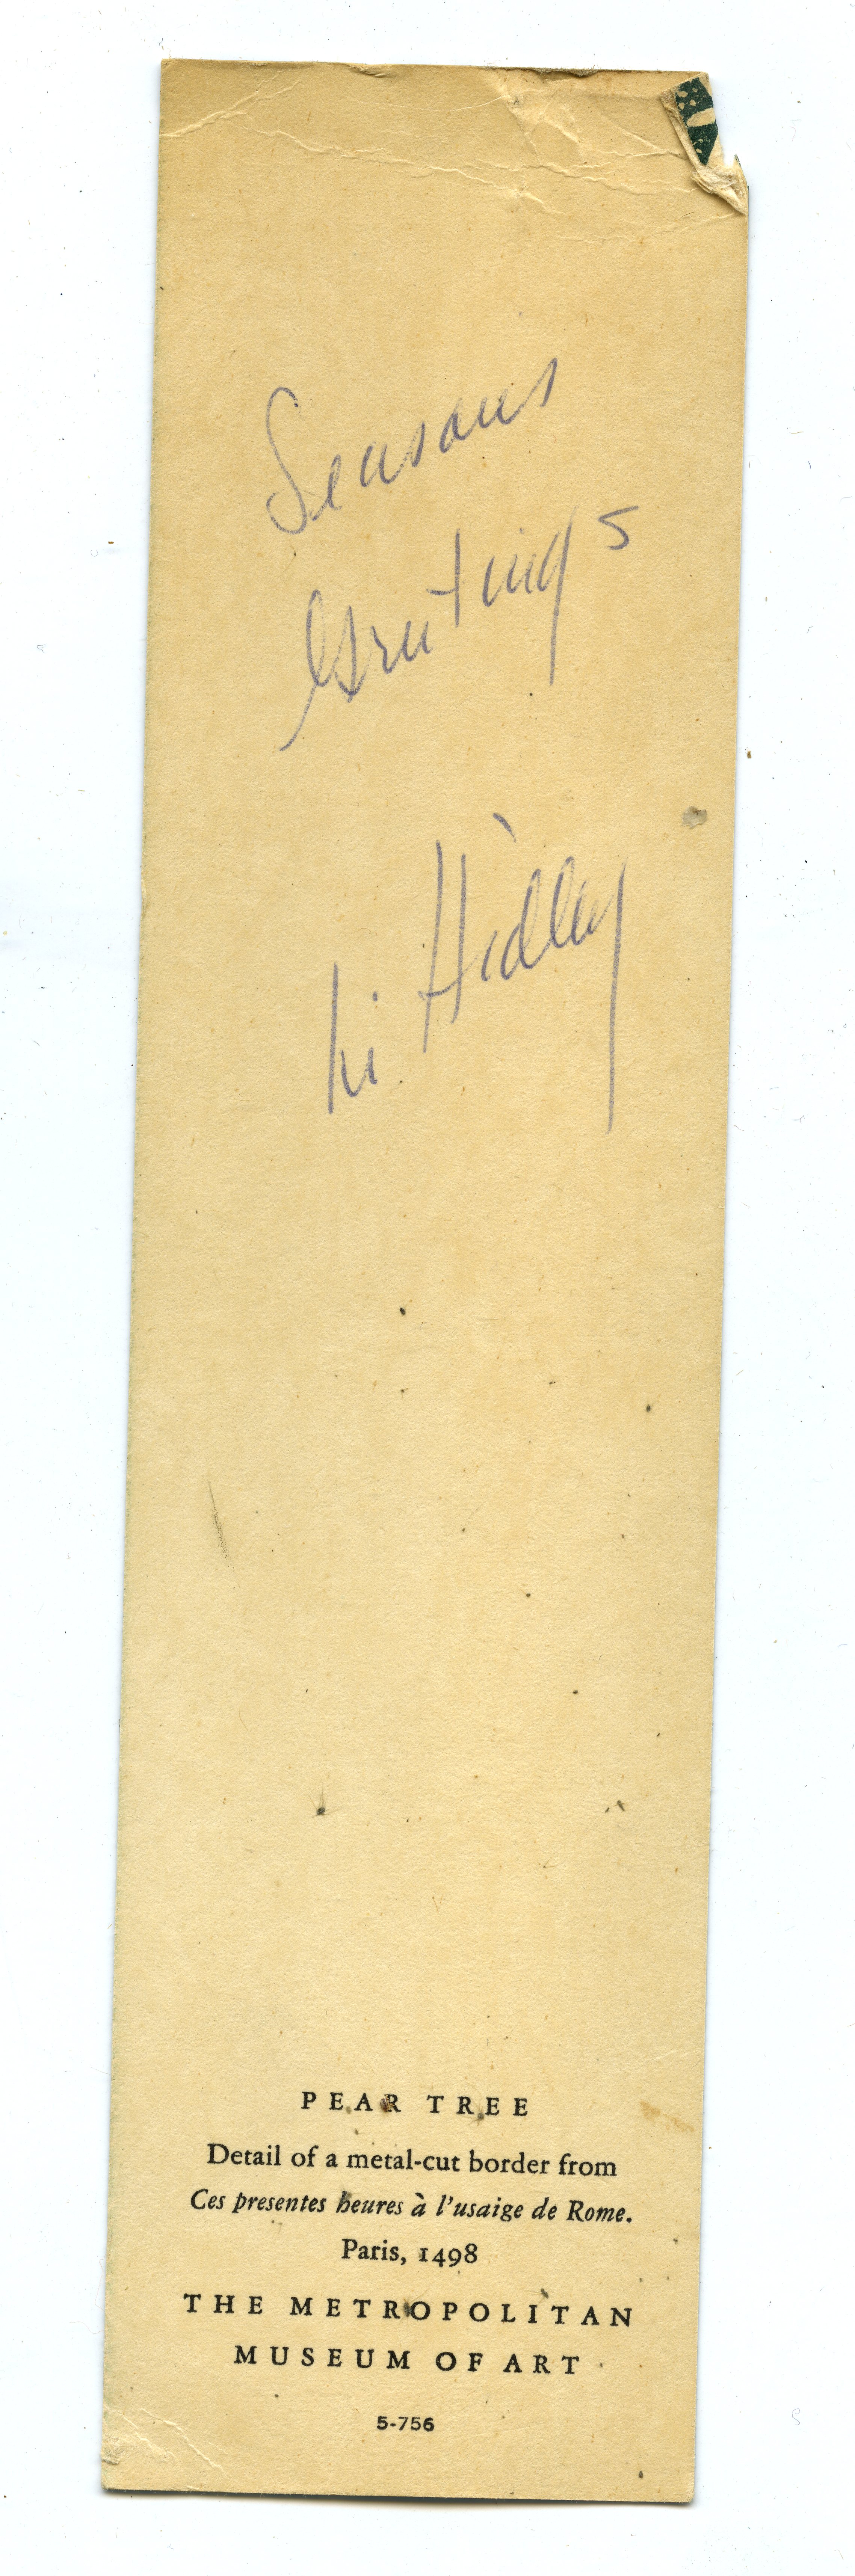 Seasons
Greetings
Hidley
PEAR TREE
Detail of a metal-cut border from
Ces presentes heures à l'usaige de Rome.
Paris, 1498
THE METROPOLITAN
MUSEUM OF ART
5-756